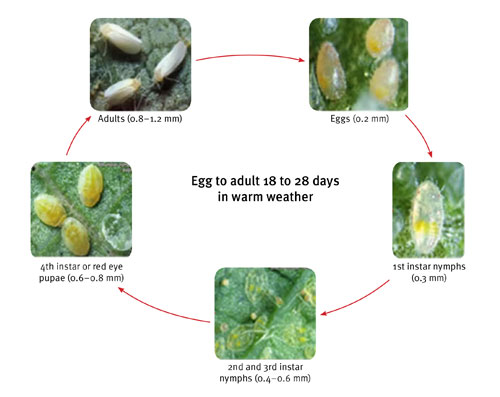 Adults (0.8–1.2 mm)
Eggs (0.2 mm)
Egg to adult 18 to 28 days
in warm weather
1st instar nymphs
(0.3 mm)
4th instar or red eye
pupae (0.6–0.8 mm)
2nd and 3rd instar
nymphs (0.4–0.6 mm)